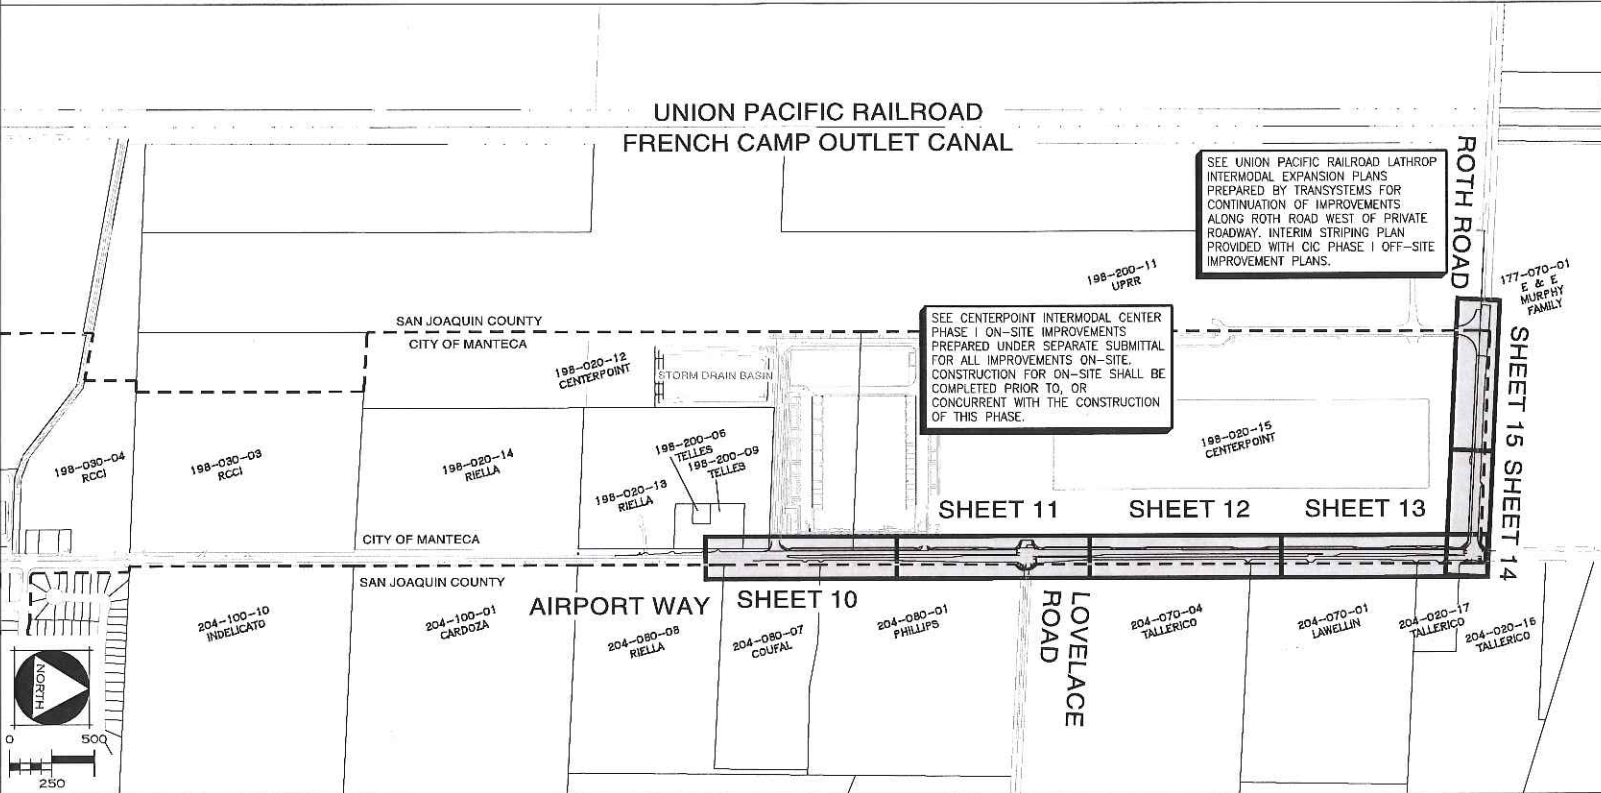 UNION PACIFIC RAILROAD
FRENCH CAMP OUTLET CANAL
ROTH ROAD
SEE UNION PACIFIC RAILROAD LATHROP
INTERMODAL EXPANSION PLANS
PREPARED BY TRANSYSTEMS FOR
CONTINUATION OF IMPROVEMENTS
ALONG ROTH ROAD WEST OF PRIVATE
ROADWAY. INTERIM STRIPING PLAN
PROVIDED WITH CIC PHASE I OFF-SITE
IMPROVEMENT PLANS.
198-200-11
UPRR
177-070-01
E & E
MURPHY
FAMILY
SAN JOAQUIN COUNTY
CITY OF MANTECA
SEE CENTERPOINT INTERMODAL CENTER
PHASE I ON-SITE IMPROVEMENTS
PREPARED UNDER SEPARATE SUBMITTAL
FOR ALL IMPROVEMENTS ON-SITE.
CONSTRUCTION FOR ON-SITE SHALL BE
COMPLETED PRIOR TO, OR
CONCURRENT WITH THE CONSTRUCTION
OF THIS PHASE.
198-020-12
CENTERPOINT
STORM DRAIN BASIN
SHEET 15
SHEET 14
198-030-04
RCCI
198-030-03
RCCI
198-020-14
RIELLA
198-020-13
RIELLA
198-200-06
TELLES
198-200-09
TELLES
198-020-15
CENTERPOINT
SHEET 11
SHEET 12
SHEET 13
CITY OF MANTECA
SAN JOAQUIN COUNTY
AIRPORT WAY
SHEET 10
LOVELACE
ROAD
204-100-10
INDELICATO
204-100-01
CARDOZA
204-080-08
RIELLA
204-080-07
COUFAL
204-080-01
PHILLIPS
204-070-04
TALLERICO
204-070-01
LAWELLIN
204-020-17
TALLERICO
204-020-16
TALLERICO
NORTH
0
500
250